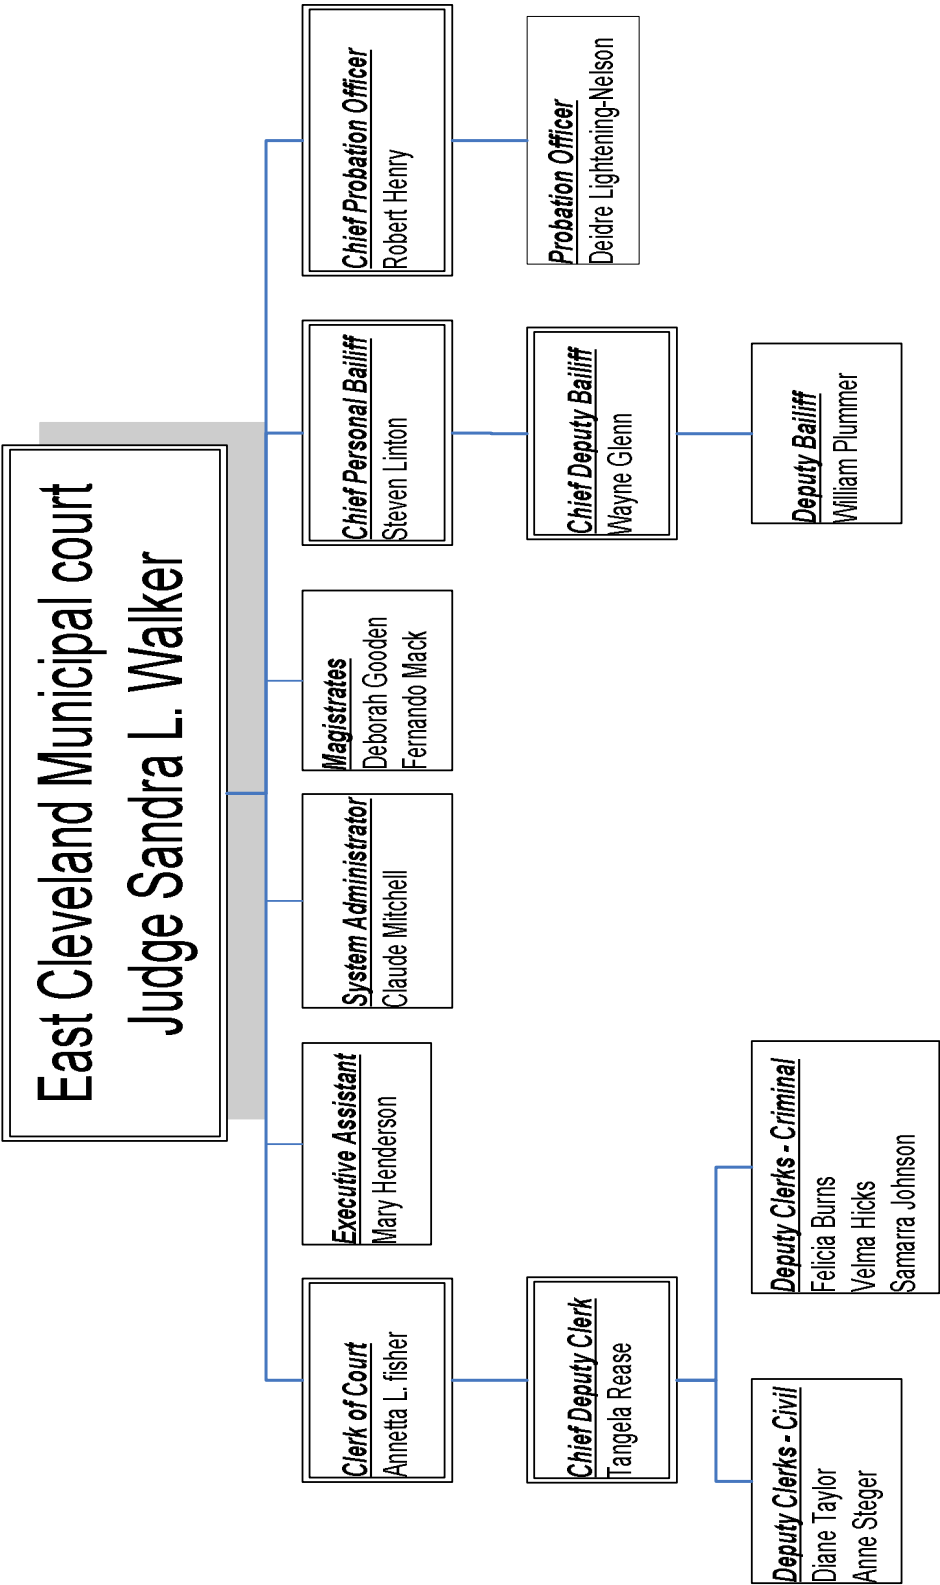 East Cleveland Municipal court
Judge Sandra L. Walker
Clerk of Court
Annetta L. fisher
Executive Assistant
Mary Henderson
System Administrator
Claude Mitchell
Magistrates
Deborah Gooden
Fernando Mack
Chief Personal Bailiff
Steven Linton
Chief Probation Officer
Robert Henry
Chief Deputy Clerk
Tangela Rease
Chief Deputy Bailiff
Wayne Glenn
Probation Officer
Deidre Lightening-Nelson
Deputy Clerks - Civil
Diane Taylor
Anne Steger
Deputy Clerks - Criminal
Felicia Burns
Velma Hicks
Samarra Johnson
Deputy Bailiff
William Plummer